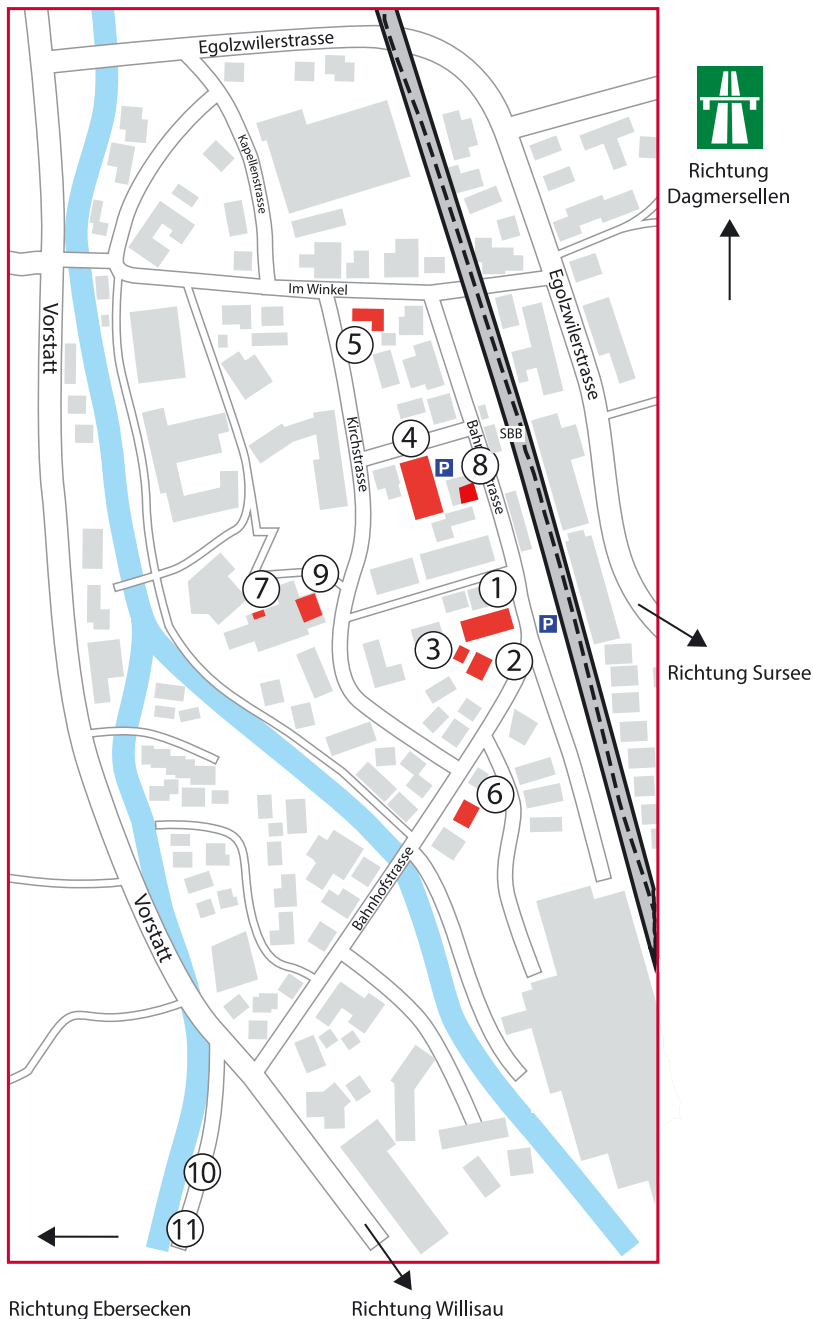 Egolzwilerstrasse
Kapellenstrasse
Richtung
Dagmersellen
Im Winkel
Vorstatt
Egolzwilerstrasse
5
Kirchstrasse
4
P
8
SBB
Bahnhofstrasse
7
9
1
P
3
2
Richtung Sursee
6
Bahnhofstrasse
Vorstatt
10
11
Richtung Ebersecken
Richtung Willisau